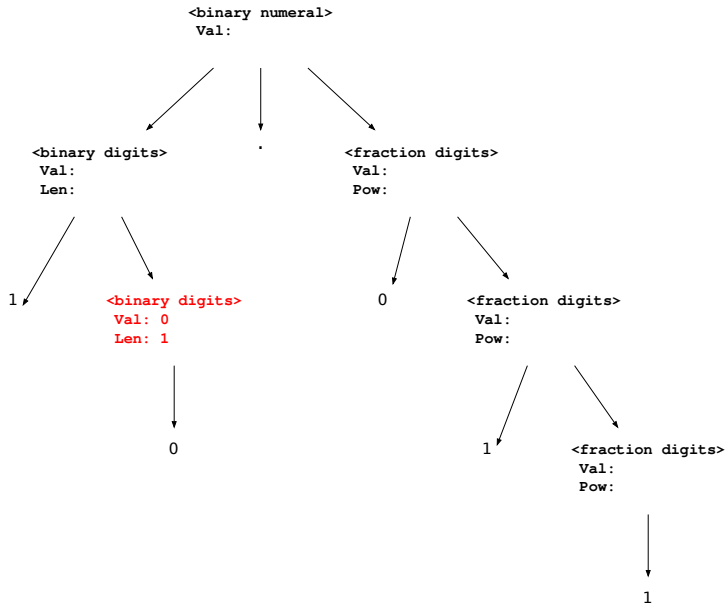 <binary numeral>
Val:
<binary digits>
Val:
Len:
.
<fraction digits>
Val:
Pow:
1
<binary digits>
Val: 0
Len: 1
0
<fraction digits>
Val:
Pow:
0
1
<fraction digits>
Val:
Pow:
1